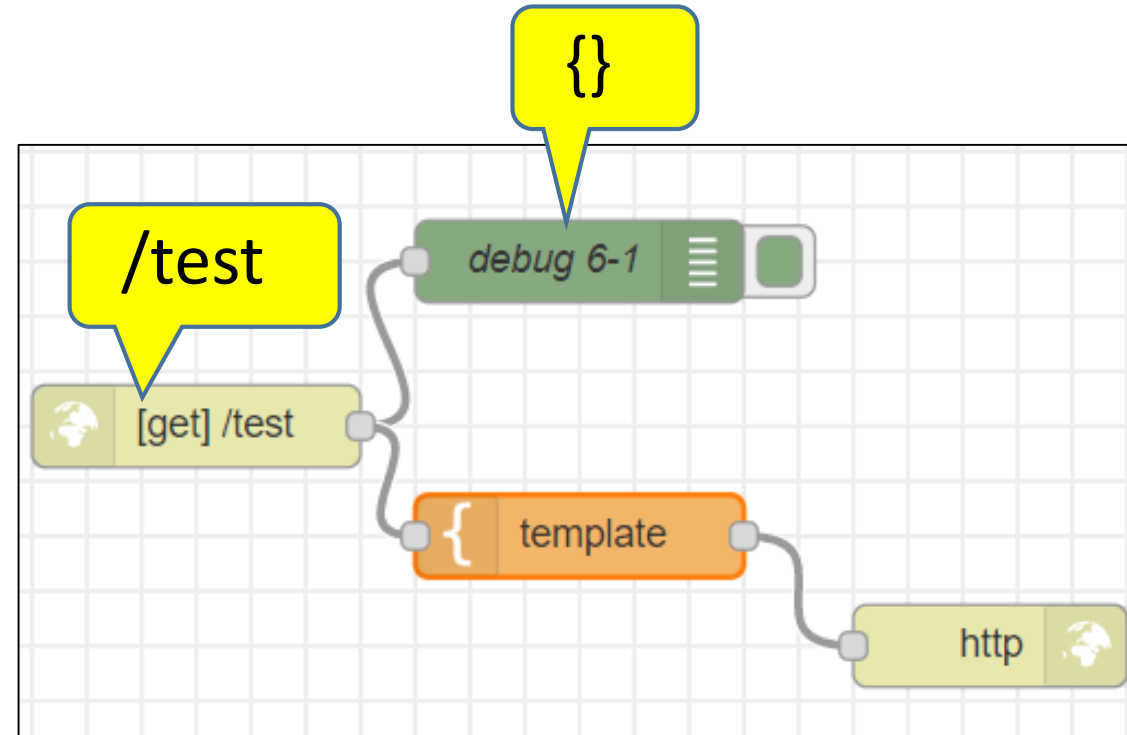 {}
/test
debug 6-1
[get] /test
{
template
http